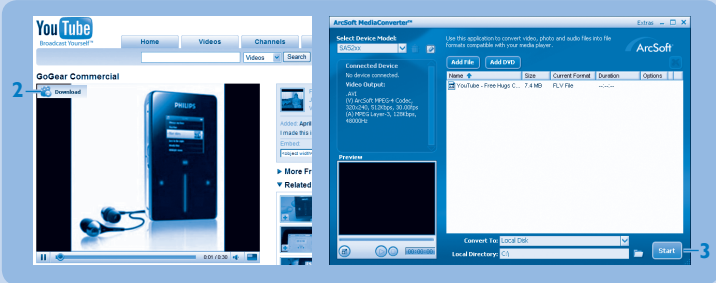 You Tube
Broadcast Yourself™
Home Videos Channels
Videos Search
GoGear Commercial
2
Download
PHILIPS
Added: April
I made this i
Embed
<object width
More Fr
Related
0:01 / 0:30
ArcSoft MediaConverter™
Extras
Select Device Model:
SA52xx
Use this application to convert video, photo and audio files into file
formats compatible with your media player.
ArcSoft
Connected Device
No device connected.
Video Output:
.AVI
(V) ArcSoft MPEG-4 Codec,
320x240, 512Kbps, 30.00fps
(A) MPEG Layer-3, 128Kbps,
48000Hz
Add File Add DVD
Name Size Current Format Duration Options
YouTube - Free Hugs C... 7.4 MB FLV File --:--:--
Preview
00:00:00
Convert To: Local Disk
Local Directory: C:\
Start
3